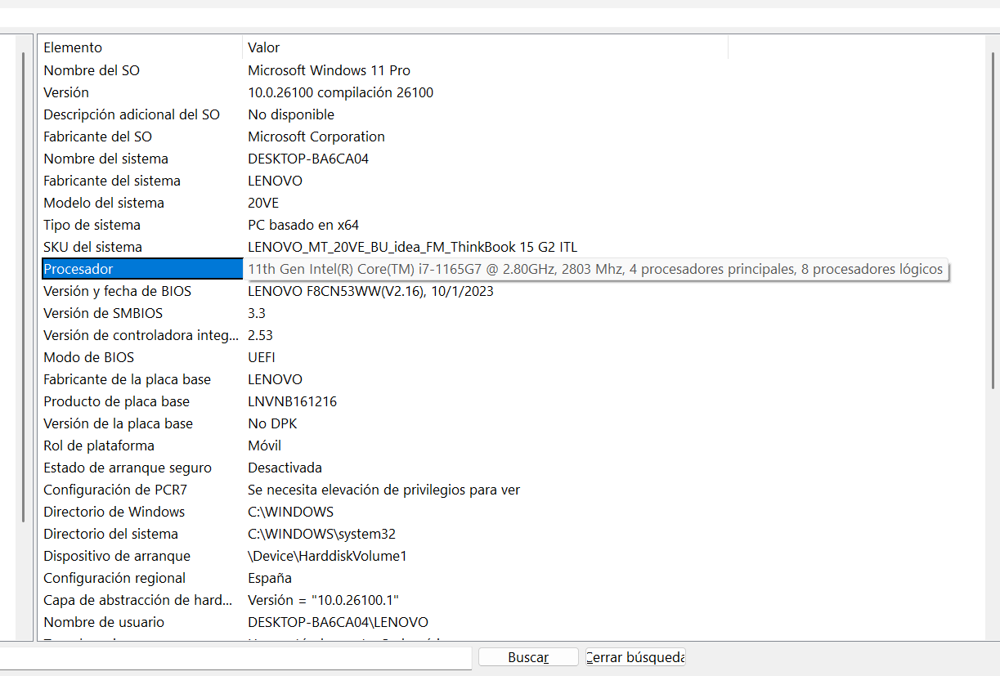 Elemento Valor
Nombre del SO Microsoft Windows 11 Pro
Versión 10.0.26100 compilación 26100
Descripción adicional del SO No disponible
Fabricante del SO Microsoft Corporation
Nombre del sistema DESKTOP-BA6CA04
Fabricante del sistema LENOVO
Modelo del sistema 20VE
Tipo de sistema PC basado en x64
SKU del sistema LENOVO_MT_20VE_BU_idea_FM_ThinkBook 15 G2 ITL
Procesador 11th Gen Intel(R) Core(TM) i7-1165G7 @ 2.80GHz, 2803 Mhz, 4 procesadores principales, 8 procesadores lógicos
Versión y fecha de BIOS LENOVO F8CN53WW(V2.16), 10/1/2023
Versión de SMBIOS 3.3
Versión de controladora integ... 2.53
Modo de BIOS UEFI
Fabricante de la placa base LENOVO
Producto de placa base LNVNB161216
Versión de la placa base No DPK
Rol de plataforma Móvil
Estado de arranque seguro Desactivada
Configuración de PCR7 Se necesita elevación de privilegios para ver
Directorio de Windows C:\WINDOWS
Directorio del sistema C:\WINDOWS\system32
Dispositivo de arranque \Device\HarddiskVolume1
Configuración regional España
Capa de abstracción de hard... Versión = "10.0.26100.1"
Nombre de usuario DESKTOP-BA6CA04\LENOVO
Buscar Cerrar búsqueda